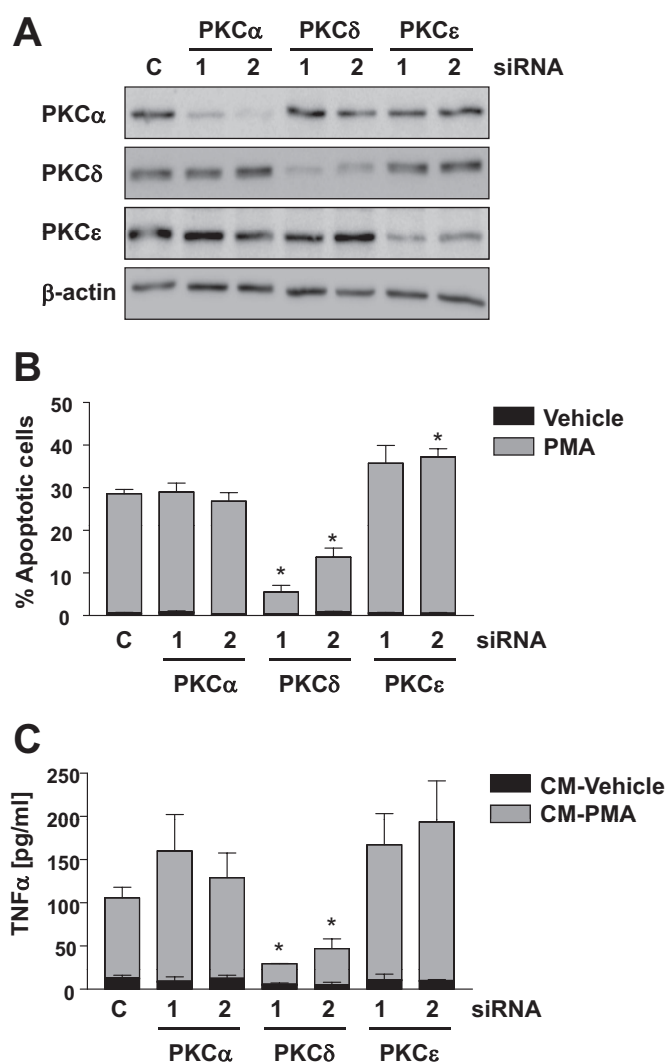 A
PKCα PKCδ PKCε
C 1 2 1 2 1 2 siRNA
PKCα
PKCδ
PKCε
β-actin
B
50
40
30
20
10
0
% Apoptotic cells
Vehicle
PMA
* * *
C 1 2 1 2 1 2 siRNA
PKCα PKCδ PKCε
C
250
200
150
100
50
0
TNFα [pg/ml]
CM-Vehicle
CM-PMA
* *
C 1 2 1 2 1 2 siRNA
PKCα PKCδ PKCε